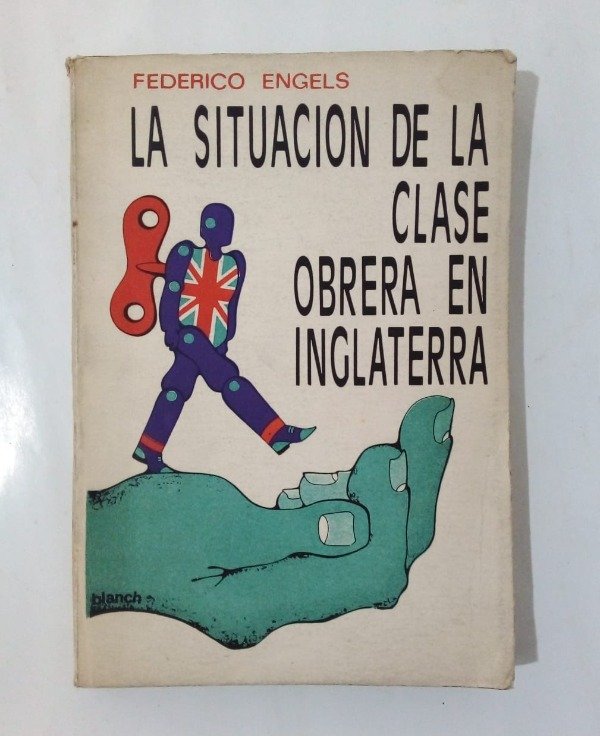 FEDERICO ENGELS
LA SITUACION DE LA
CLASE
OBRERA EN
INGLATERRA
blanch